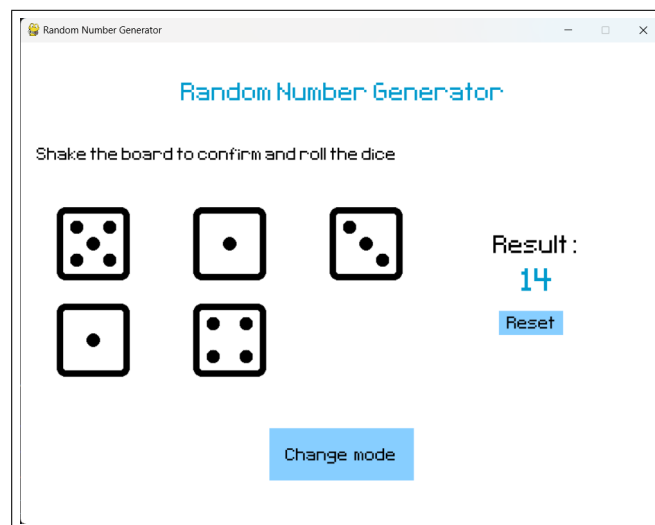 Random Number Generator
Random Number Generator
Shake the board to confirm and roll the dice
Result :
14
Reset
Change mode